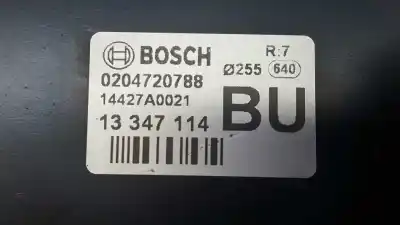 BOSCH R:7
0204720788 Ø255 640
14427A0021
13 347 114 BU